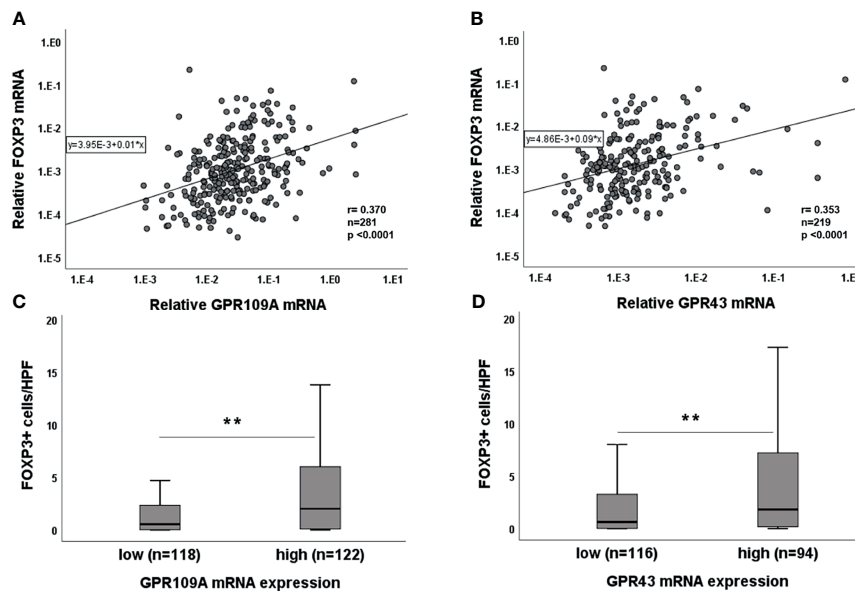 A
Relative FOXP3 mRNA
1.E0
1.E-1
1.E-2
1.E-3
1.E-4
1.E-5
y=3.95E-3+0.01*x
r= 0.370
n=281
p <0.0001
1.E-4 1.E-3 1.E-2 1.E-1 1.E0 1.E1
Relative GPR109A mRNA
B
Relative FOXP3 mRNA
1.E0
1.E-1
1.E-2
1.E-3
1.E-4
1.E-5
y=4.86E-3+0.09*x
r= 0.353
n=219
p <0.0001
1.E-4 1.E-3 1.E-2 1.E-1
Relative GPR43 mRNA
C
FOXP3+ cells/HPF
20
15
10
5
0
**
low (n=118) high (n=122)
GPR109A mRNA expression
D
FOXP3+ cells/HPF
20
15
10
5
0
**
low (n=116) high (n=94)
GPR43 mRNA expression